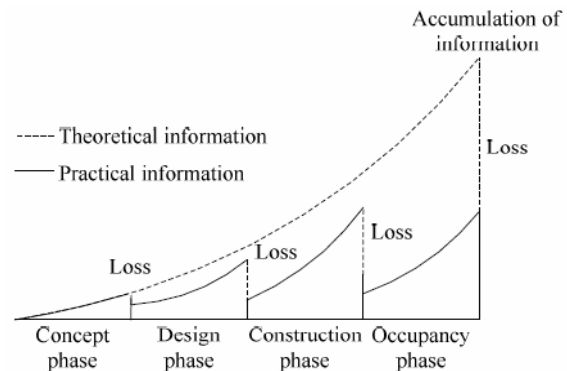 Accumulation of
information
Theoretical information
Practical information
Loss
Loss
Loss
Loss
Concept
phase
Design
phase
Construction
phase
Occupancy
phase